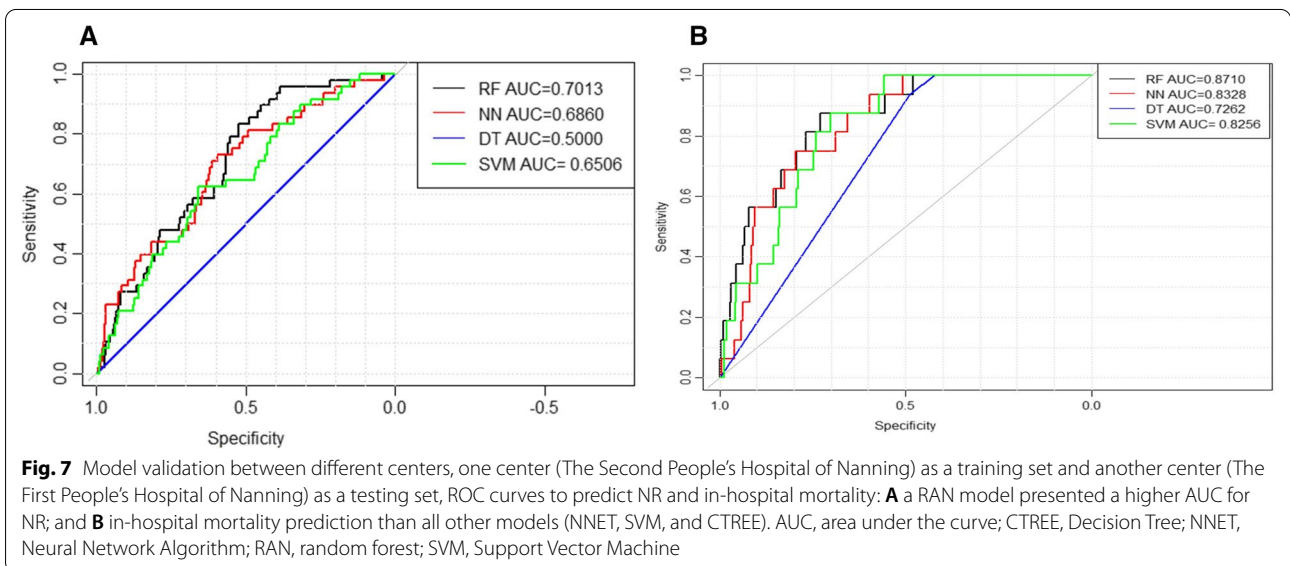 A
1.0
0.8
0.6
0.4
0.2
0.0
Sensitivity
1.0
0.5
0.0
-0.5
Specificity
RF AUC=0.7013
NN AUC=0.6860
DT AUC=0.5000
SVM AUC= 0.6506
B
1.0
0.8
0.6
0.4
0.2
0.0
Sensitivity
1.0
0.5
0.0
Specificity
RF AUC=0.8710
NN AUC=0.8328
DT AUC=0.7262
SVM AUC= 0.8256
Fig. 7 Model validation between different centers, one center (The Second People's Hospital of Nanning) as a training set and another center (The
First People's Hospital of Nanning) as a testing set, ROC curves to predict NR and in-hospital mortality: A a RAN model presented a higher AUC for
NR; and B in-hospital mortality prediction than all other models (NNET, SVM, and CTREE). AUC, area under the curve; CTREE, Decision Tree; NNET,
Neural Network Algorithm; RAN, random forest; SVM, Support Vector Machine